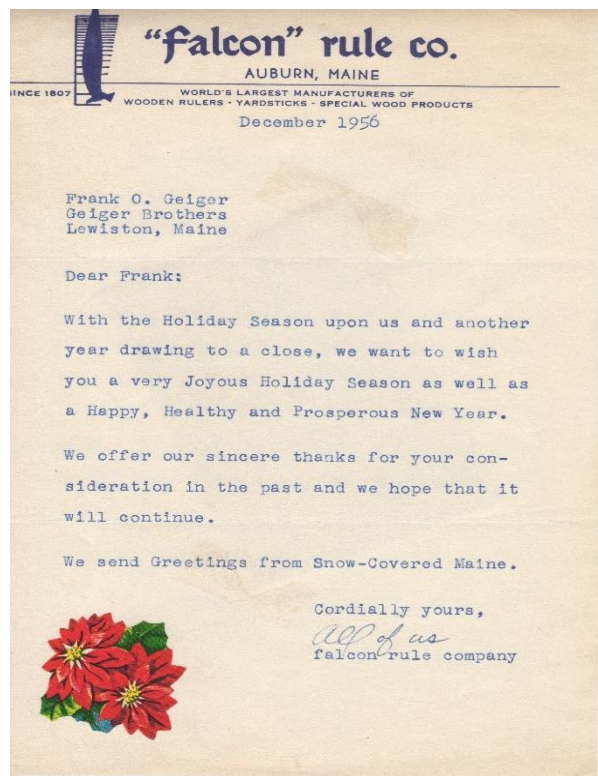 "falcon" rule co.
AUBURN, MAINE
SINCE 1807
WORLD'S LARGEST MANUFACTURERS OF
WOODEN RULERS - YARDSTICKS - SPECIAL WOOD PRODUCTS
December 1956
Frank O. Geiger
Geiger Brothers
Lewiston, Maine
Dear Frank:
With the Holiday Season upon us and another
year drawing to a close, we want to wish
you a very Joyous Holiday Season as well as
a Happy, Healthy and Prosperous New Year.
We offer our sincere thanks for your con-
sideration in the past and we hope that it
will continue.
We send Greetings from Snow-Covered Maine.
Cordially yours,
All of us
falcon rule company